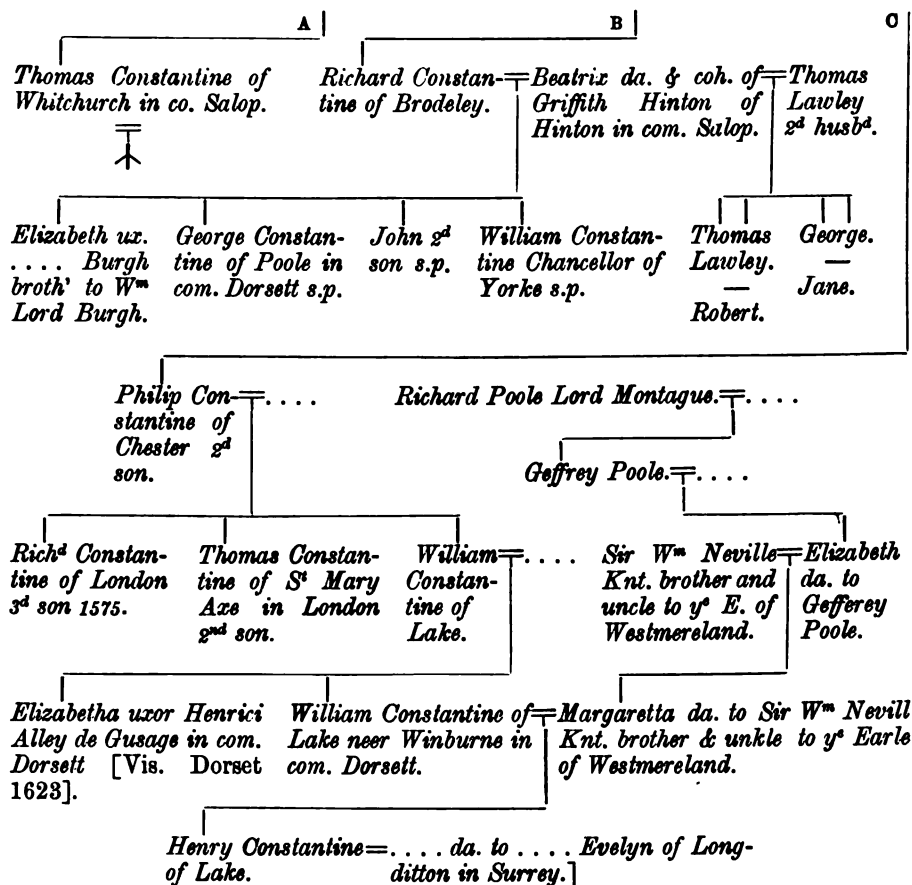 A B C
Thomas Constantine of
Whitchurch in co. Salop.
Richard Constan-
tine of Brodeley.
Beatrix da. & coh. of
Griffith Hinton of
Hinton in com. Salop.
Thomas
Lawley
2d husbd.
Elizabeth ux.
. . . . Burgh
broth' to Wm
Lord Burgh.
George Constan-
tine of Poole in
com. Dorsett s.p.
John 2d
son s.p.
William Constan-
tine Chancellor of
Yorke s.p.
Thomas
Lawley.
—
Robert.
George.
—
Jane.
Philip Con-
stantine of
Chester 2d
son.
. . . .
Richard Poole Lord Montague.
. . . .
Geffrey Poole.
. . . .
Richd Constan-
tine of London
3d son 1575.
Thomas Constan-
tine of St Mary
Axe in London
2nd son.
William
Constan-
tine of
Lake.
. . . .
Sir Wm Neville
Knt. brother and
uncle to ye E. of
Westmereland.
Elizabeth
da. to
Gefferey
Poole.
Elizabetha uxor Henrici
Alley de Gusage in com.
Dorsett [Vis. Dorset
1623].
William Constantine of
Lake neer Winburne in
com. Dorsett.
Margaretta da. to Sir Wm Nevill
Knt. brother & unkle to ye Earle
of Westmereland.
Henry Constantine
of Lake.
. . . . da. to . . . . Evelyn of Long-
ditton in Surrey.]